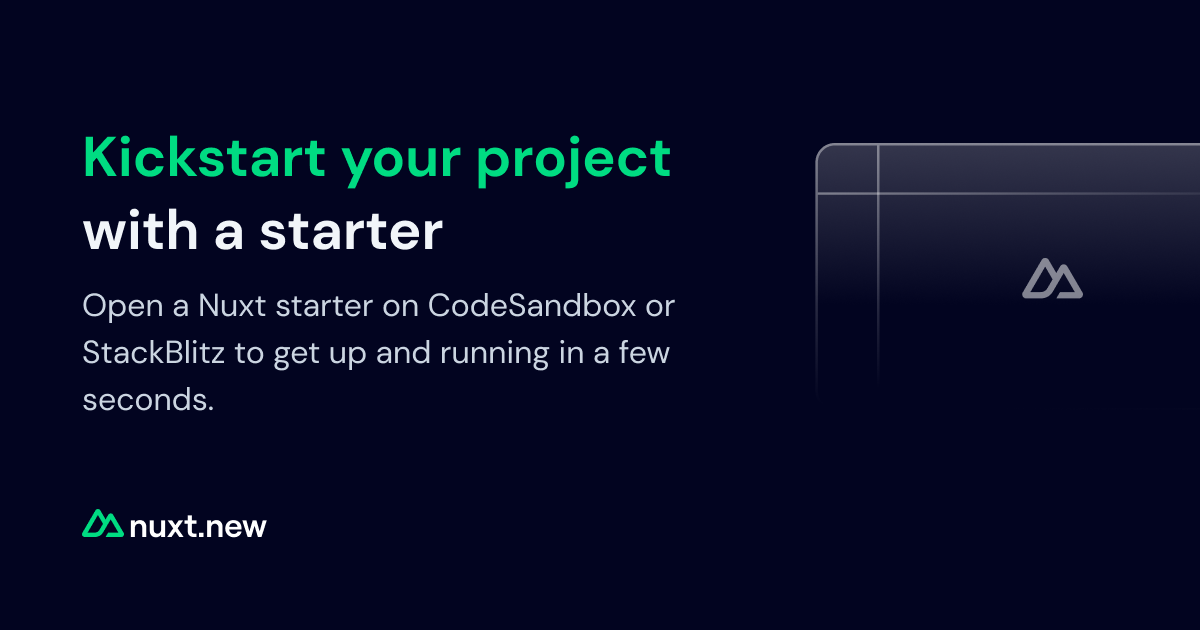 Kickstart your project
with a starter
Open a Nuxt starter on CodeSandbox or
StackBlitz to get up and running in a few
seconds.
nuxt.new